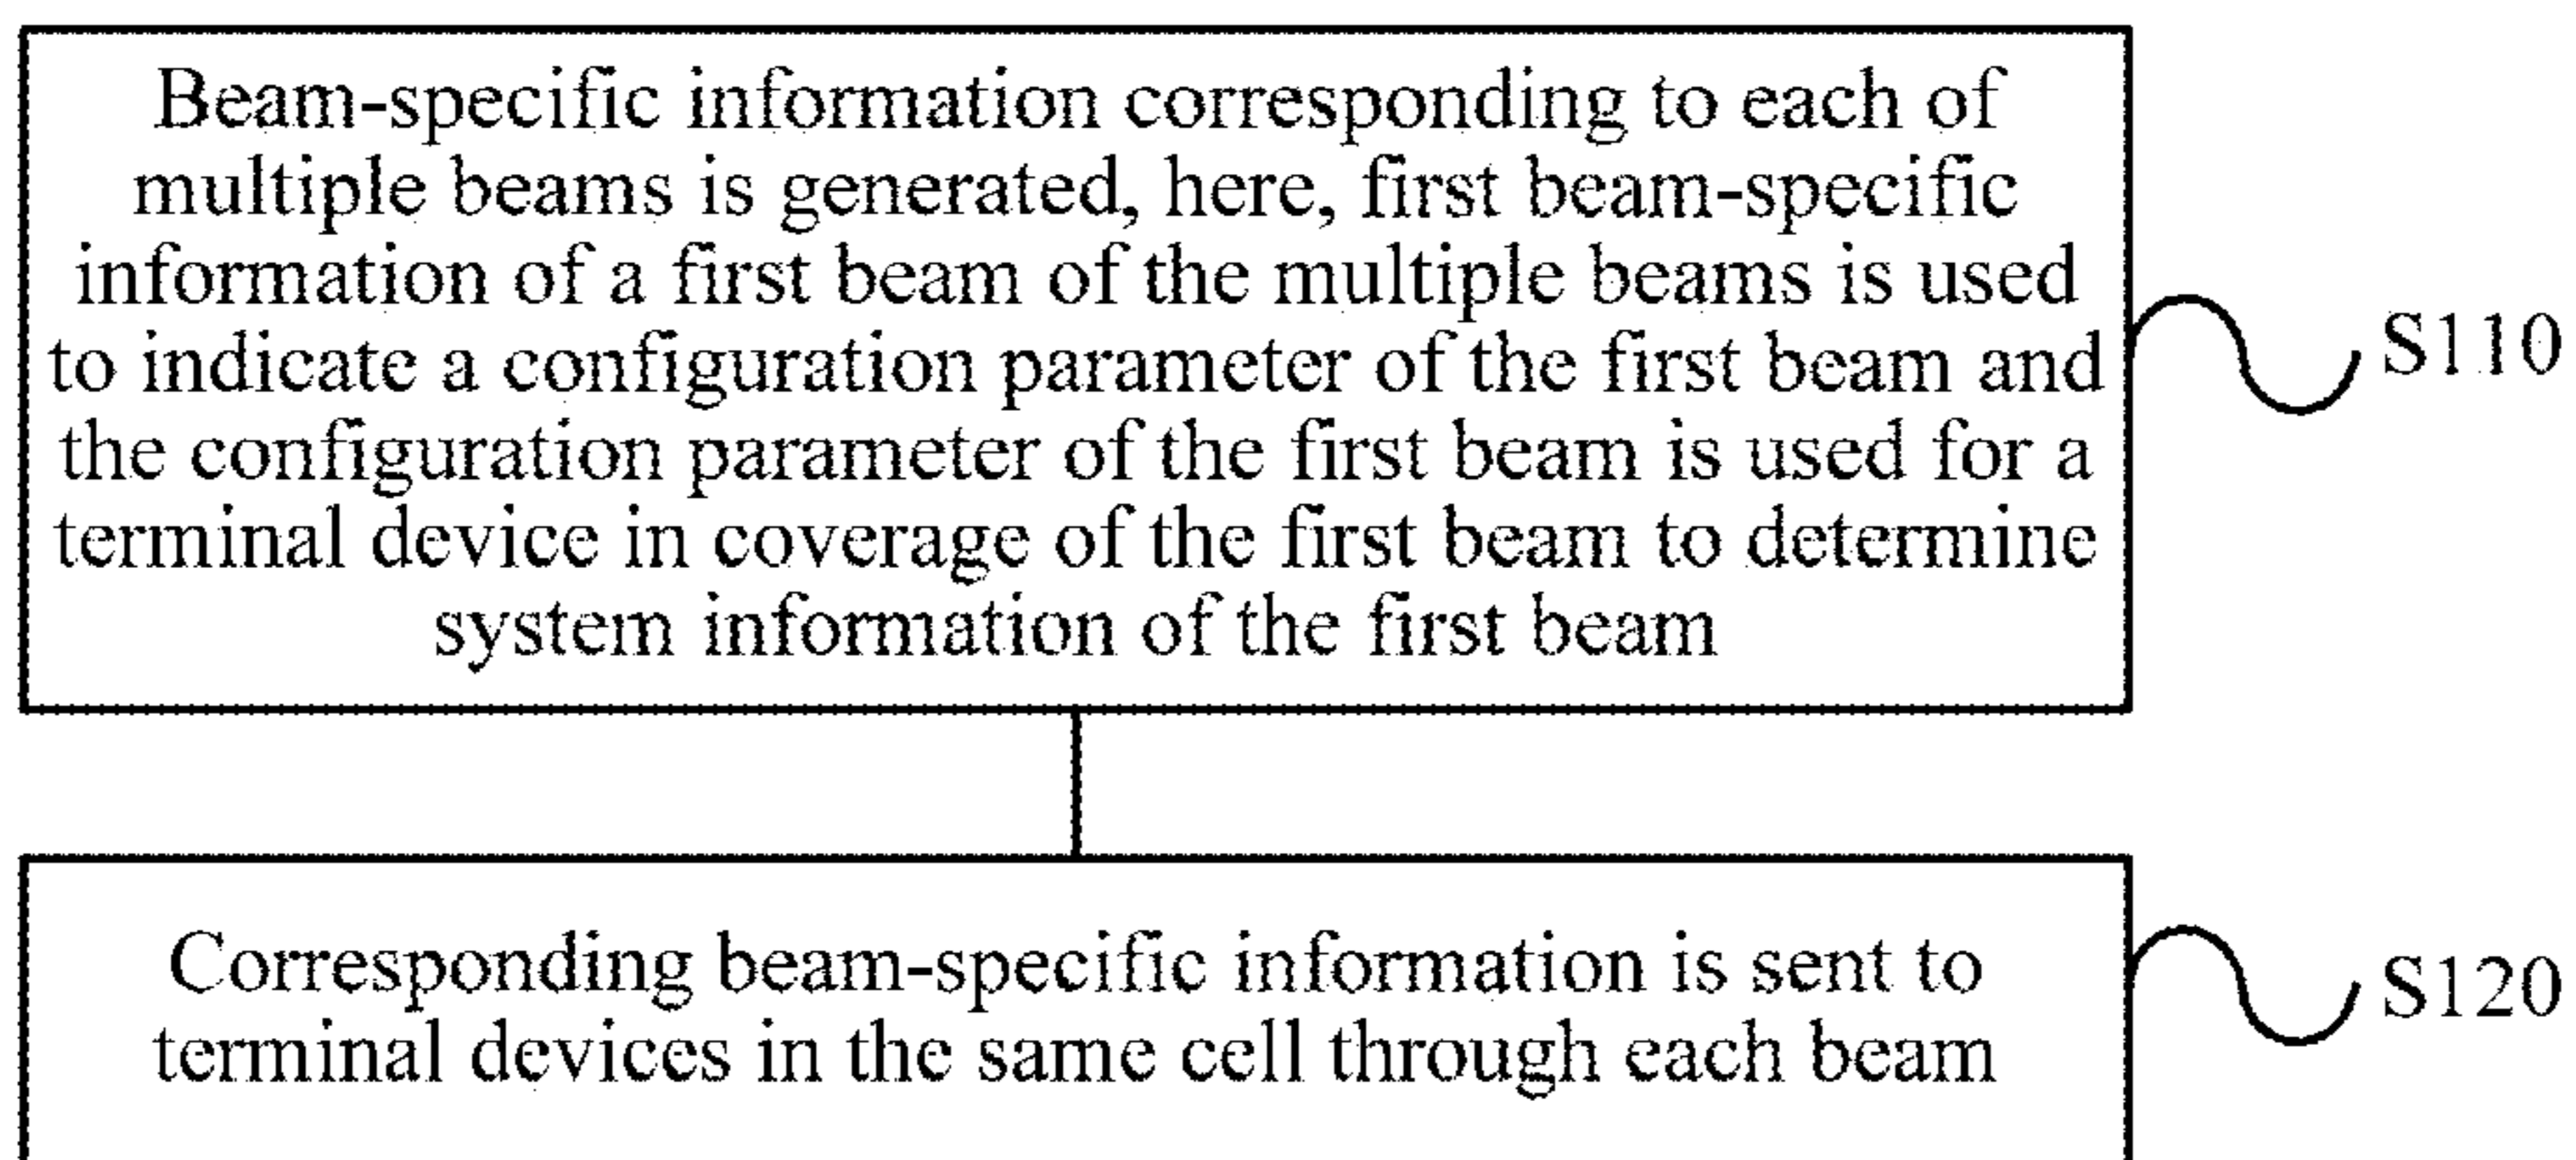 Beam-specific information corresponding to each of
multiple beams is generated, here, first beam-specific
information of a first beam of the multiple beams is used
to indicate a configuration parameter of the first beam and
the configuration parameter of the first beam is used for a
terminal device in coverage of the first beam to determine
system information of the first beam
S110
Corresponding beam-specific information is sent to
terminal devices in the same cell through each beam
S120